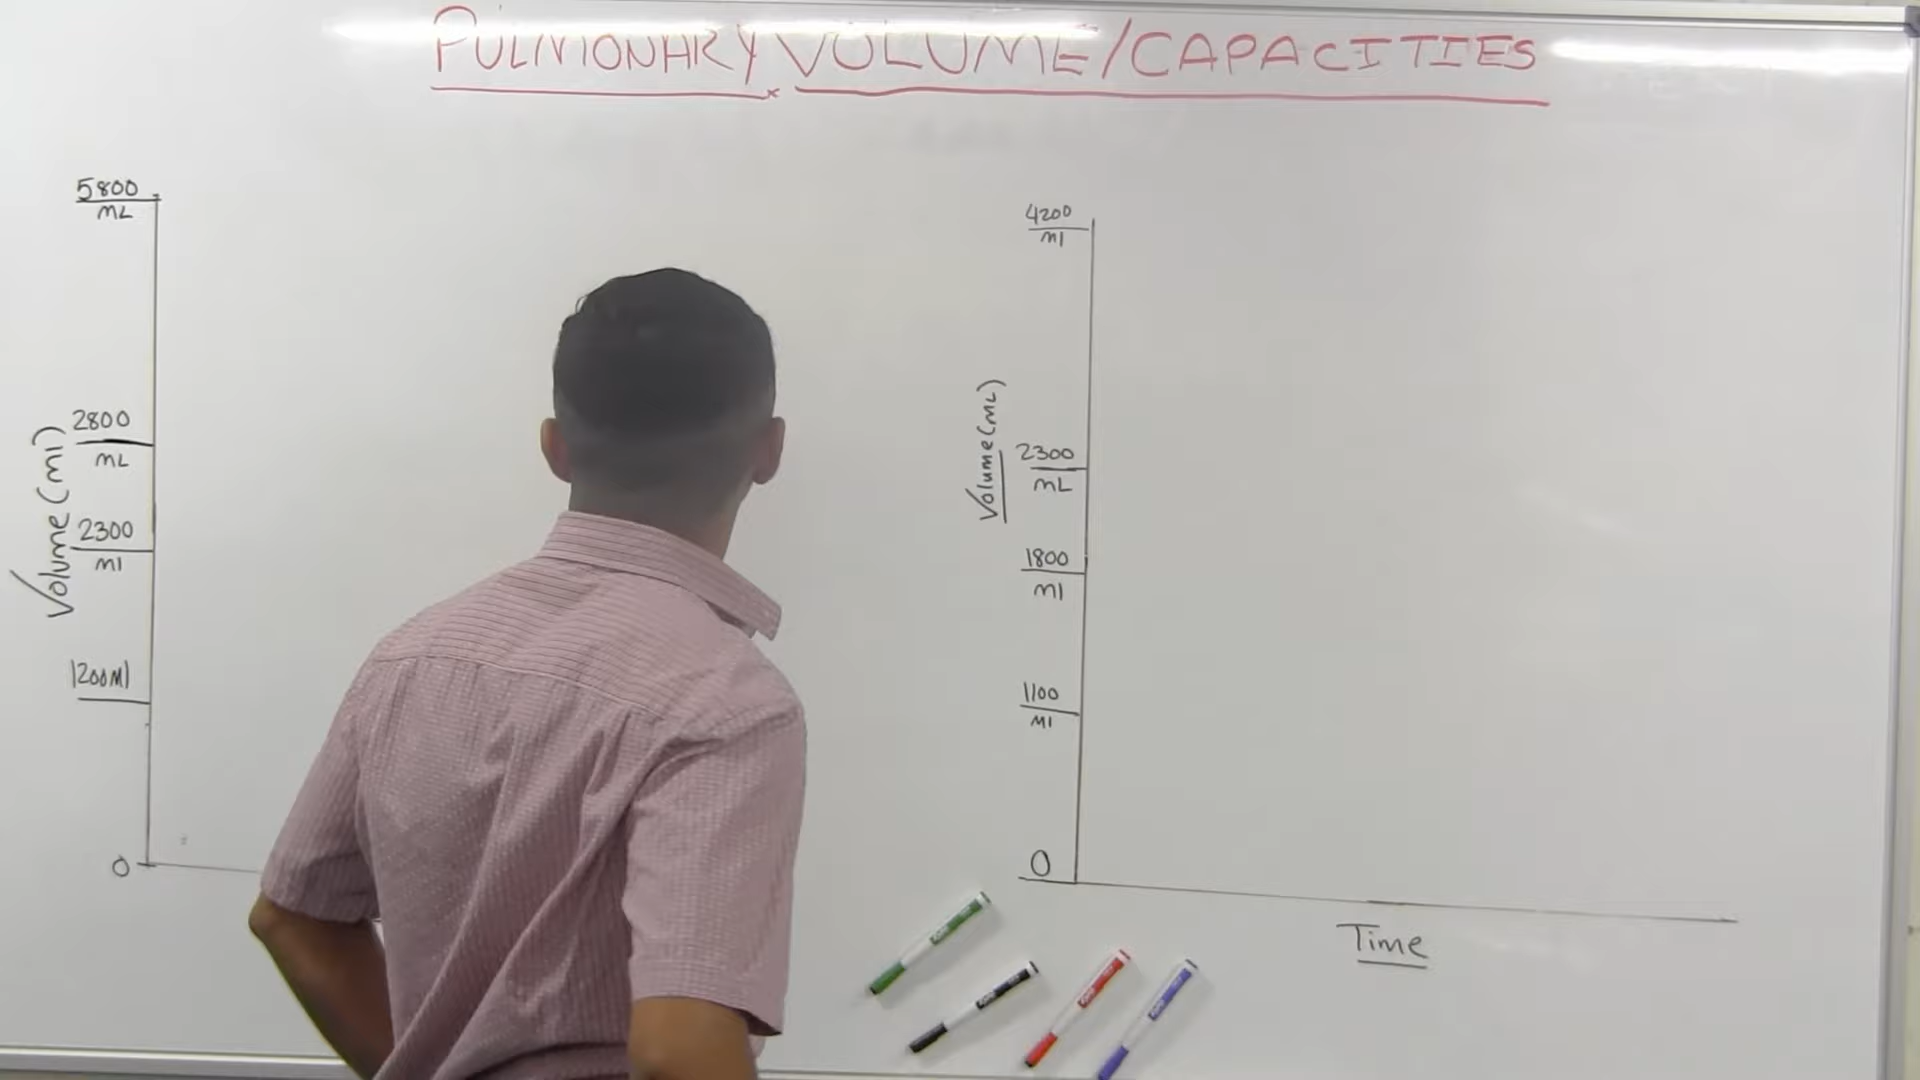 PULMONARY VOLUME/CAPACITIES
5800
ML
2800
ML
Volume (ml)
2300
Ml
1200Ml
0
4200
Ml
Volume (mL)
2300
mL
1800
Ml
1100
Ml
0
Time